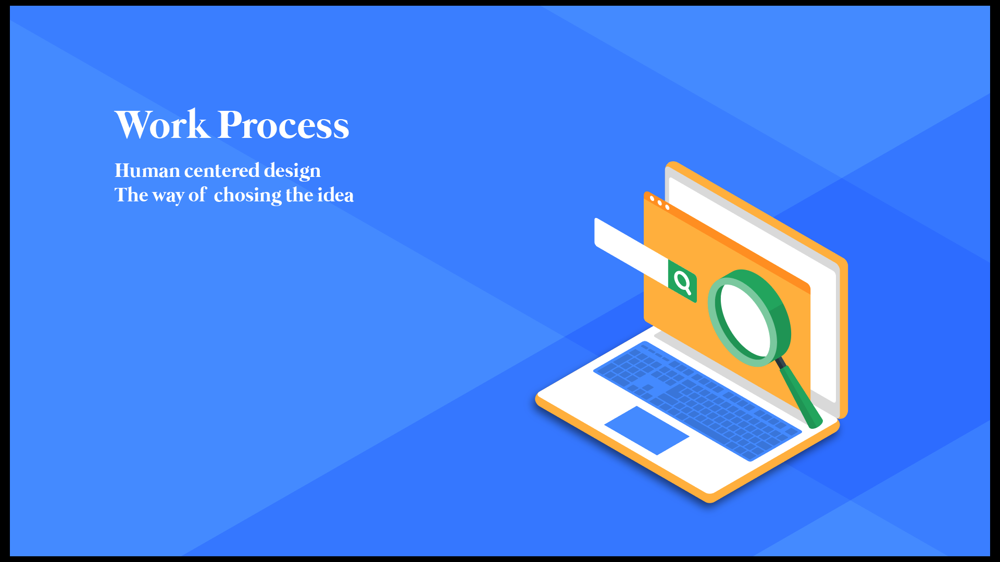 Work Process
Human centered design
The way of chosing the idea